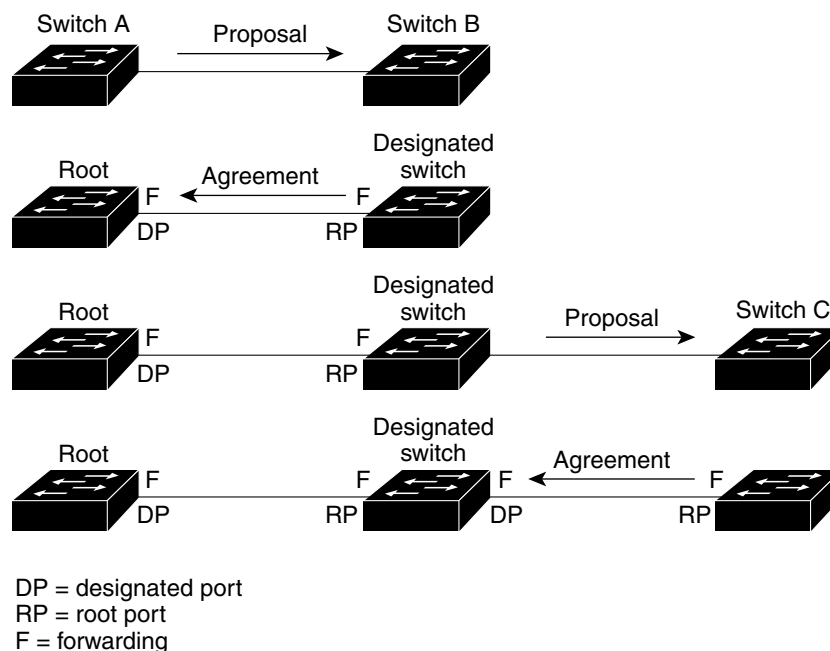 Switch A
Proposal
Switch B
Root
F
DP
Agreement
Designated
switch
F
RP
Root
F
DP
Designated
switch
F
RP
Proposal
Switch C
Root
F
DP
Designated
switch
F
RP
F
DP
Agreement
F
RP
DP = designated port
RP = root port
F = forwarding